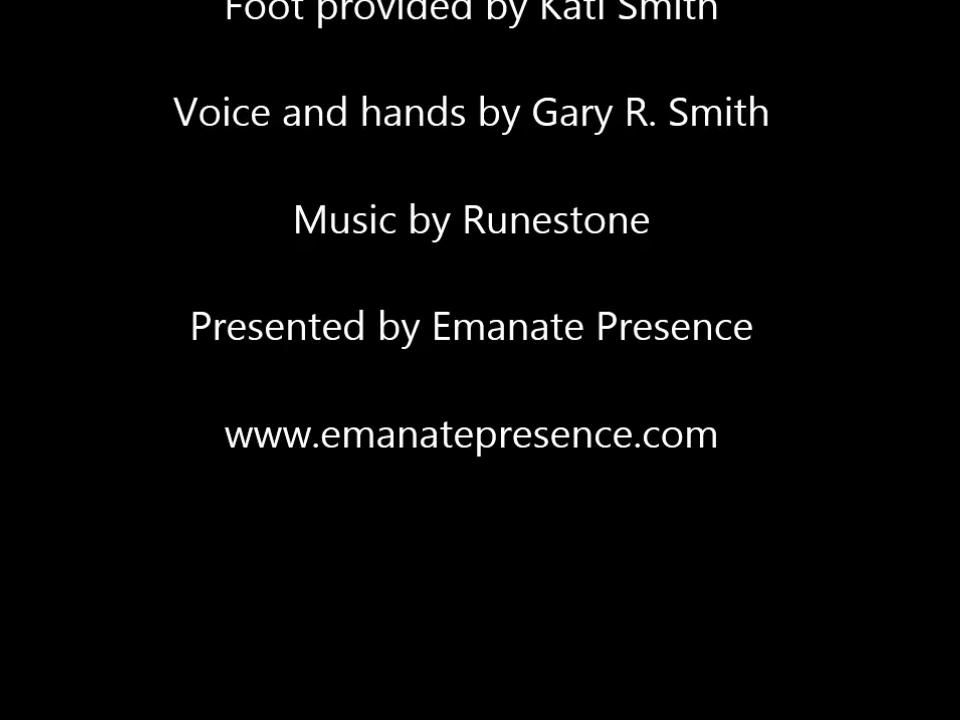 Foot provided by Kati Smith
Voice and hands by Gary R. Smith
Music by Runestone
Presented by Emanate Presence
www.emanatepresence.com